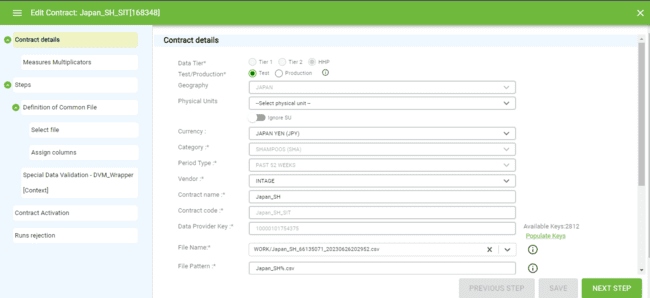 Edit Contract: Japan_SH_SIT[168348]
Contract details
Measures Multiplicators
Steps
Definition of Common File
Select file
Assign columns
Special Data Validation - DVM_Wrapper
[Context]
Contract Activation
Runs rejection
Contract details
Data Tier* Tier 1 Tier 2 HHP
Test/Production* Test Production
Geography JAPAN
Physical Units --Select physical unit --
Ignore SU
Currency : JAPAN YEN (JPY)
Category :* SHAMPOOS (SHA)
Period Type :* PAST 52 WEEKS
Vendor :* INTAGE
Contract name :* Japan_SH
Contract code :* Japan_SH_SIT
Data Provider Key :* Available Keys:2812
Populate Keys
File Name:* WORK/Japan_SH_66135071_20230626202952.csv X
File Pattern :* Japan_SH%.csv
PREVIOUS STEP SAVE NEXT STEP